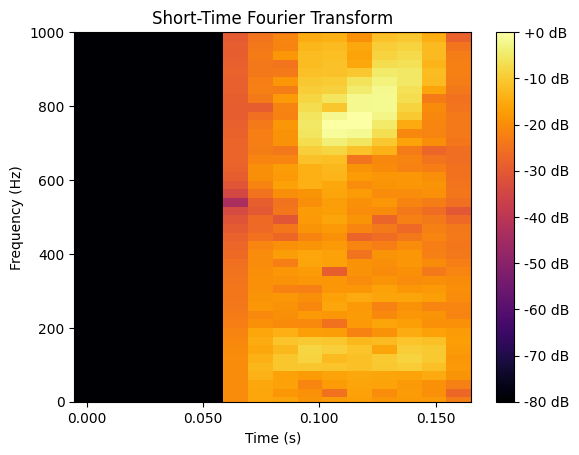 Short-Time Fourier Transform
1000
800
600
400
200
0
Frequency (Hz)
0.000
0.050
0.100
0.150
Time (s)
+0 dB
-10 dB
-20 dB
-30 dB
-40 dB
-50 dB
-60 dB
-70 dB
-80 dB